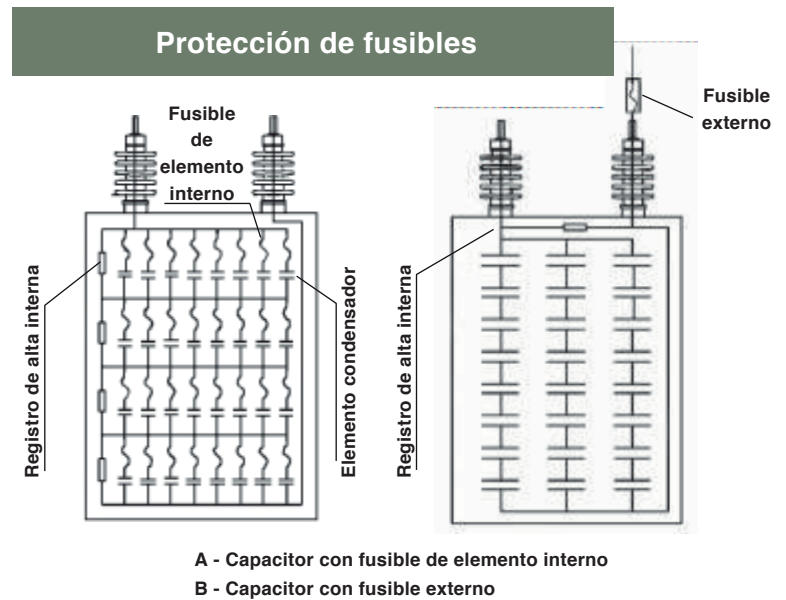 Protección de fusibles
Fusible
de
elemento
interno
Fusible
externo
Registro de alta interna
Elemento condensador
Registro de alta interna
A - Capacitor con fusible de elemento interno
B - Capacitor con fusible externo